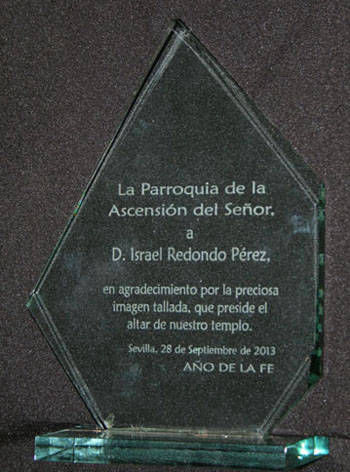 La Parroquia de la
Ascensión del Señor,
a
D. Israel Redondo Pérez,
en agradecimiento por la preciosa
imagen tallada, que preside el
altar de nuestro templo.
Sevilla, 28 de Septiembre de 2013
AÑO DE LA FE